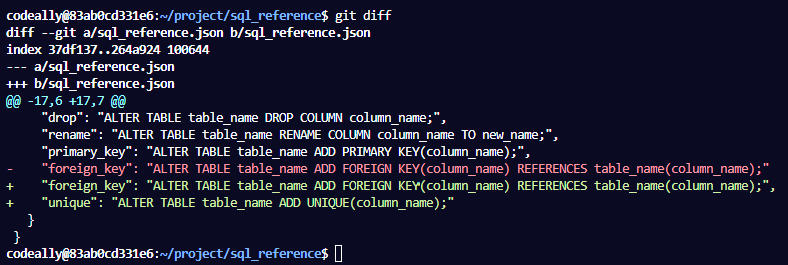 codeally@83ab0cd331e6:~/project/sql_reference$ git diff
diff --git a/sql_reference.json b/sql_reference.json
index 37df137..264a924 100644
--- a/sql_reference.json
+++ b/sql_reference.json
@@ -17,6 +17,7 @@
     "drop": "ALTER TABLE table_name DROP COLUMN column_name;",
     "rename": "ALTER TABLE table_name RENAME COLUMN column_name TO new_name;",
     "primary_key": "ALTER TABLE table_name ADD PRIMARY KEY(column_name);",
-    "foreign_key": "ALTER TABLE table_name ADD FOREIGN KEY(column_name) REFERENCES table_name(column_name);"
+    "foreign_key": "ALTER TABLE table_name ADD FOREIGN KEY(column_name) REFERENCES table_name(column_name);",
+    "unique": "ALTER TABLE table_name ADD UNIQUE(column_name);"
   }
 }
codeally@83ab0cd331e6:~/project/sql_reference$